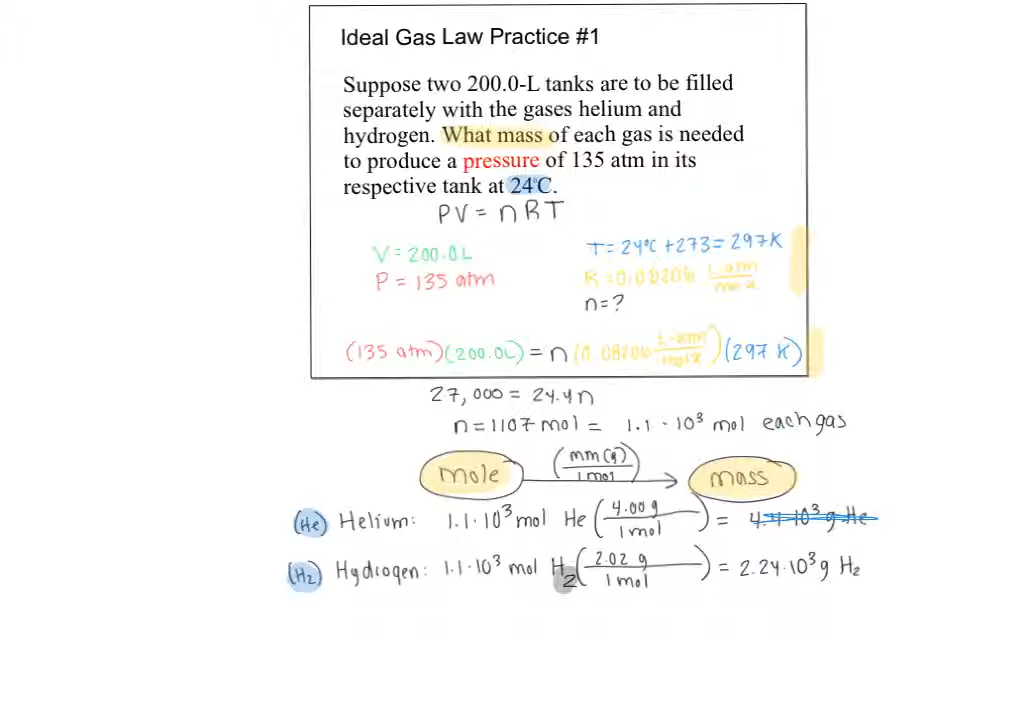 Ideal Gas Law Practice #1
Suppose two 200.0-L tanks are to be filled
separately with the gases helium and
hydrogen. What mass of each gas is needed
to produce a pressure of 135 atm in its
respective tank at 24°C.
PV = nRT
V = 200.0L
P = 135 atm
T = 24°C + 273 = 297K
R = 0.08206
n = ?
(135 atm)(200.0L) = n (0.08206 L-atm/mol K) (297 K)
27,000 = 24.4n
n = 1107 mol = 1.1 · 10³ mol each gas
mole (mm(g)/1 mol) mass
(He) Helium: 1.1 · 10³ mol He (4.00 g/1 mol) = 4.4·10³ g He
(H2) Hydrogen: 1.1 · 10³ mol H2 (2.02 g/1 mol) = 2.24 · 10³ g H2